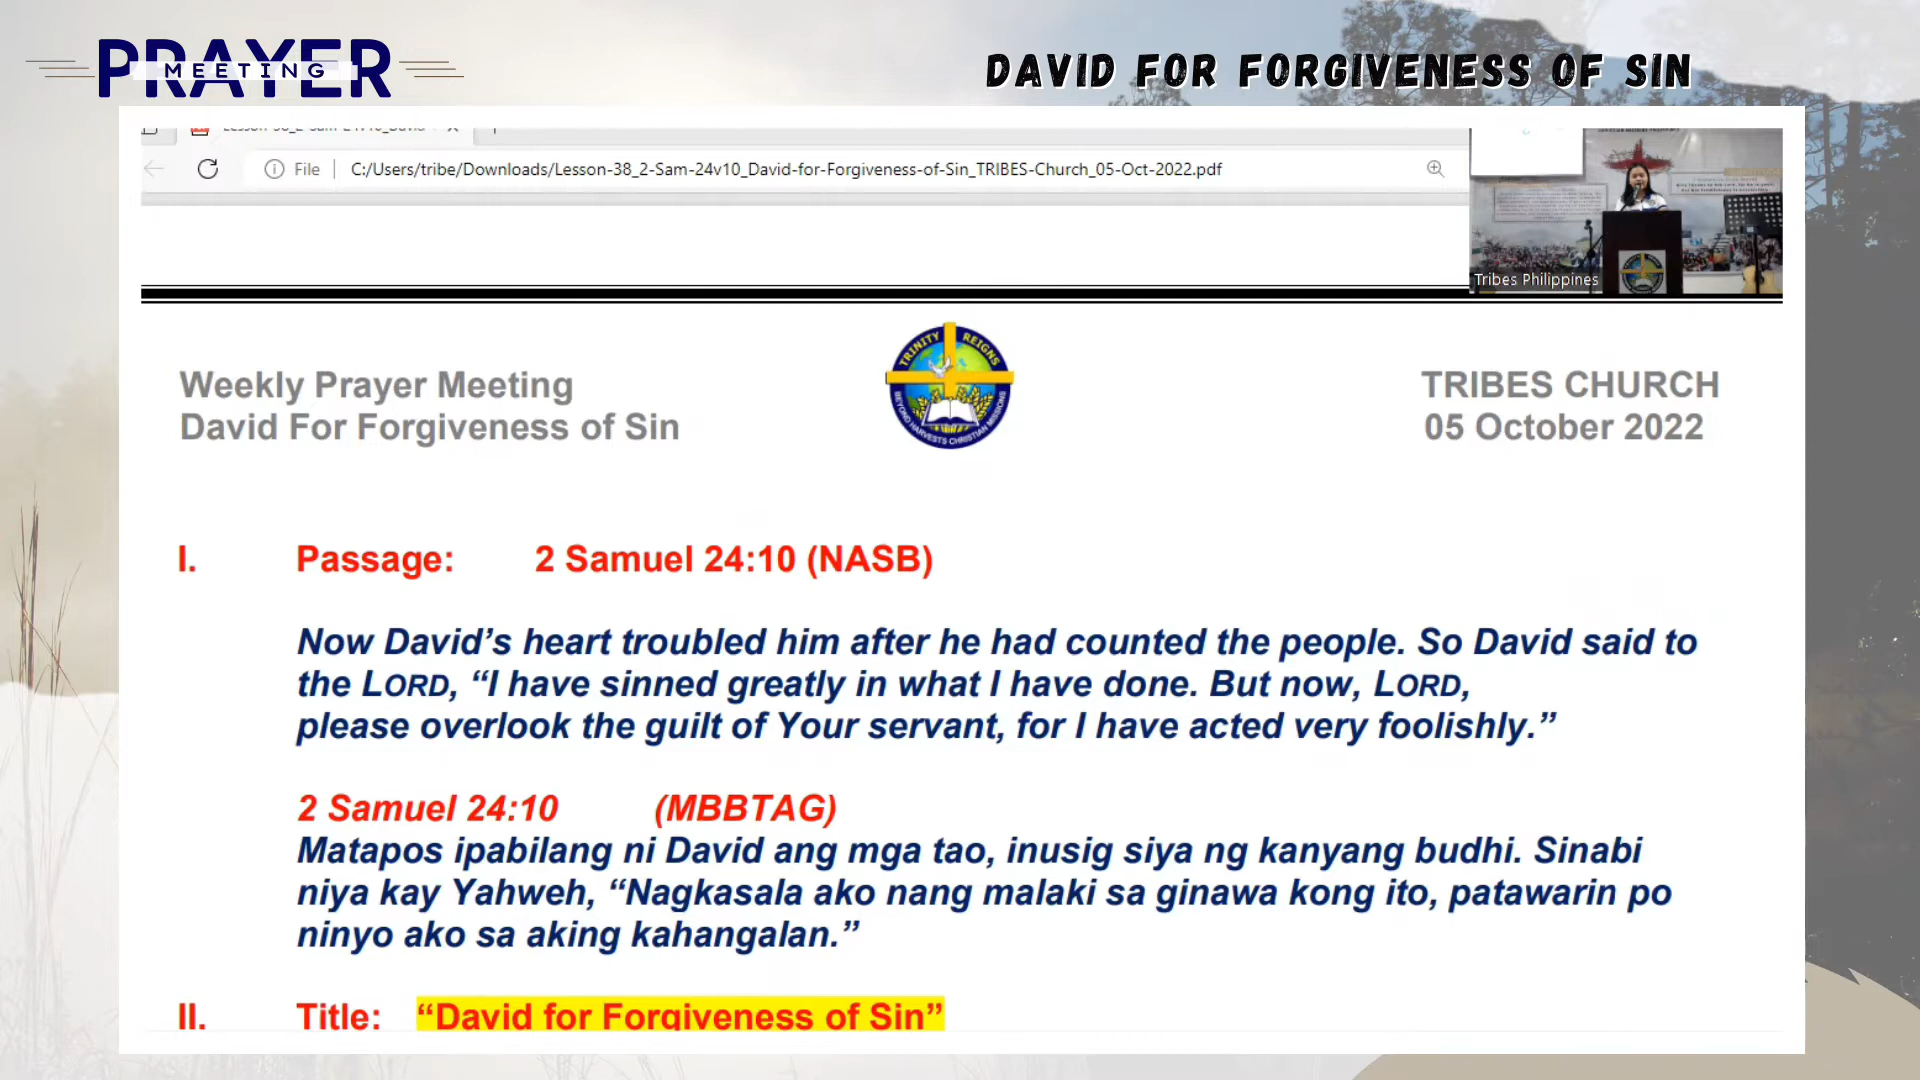 PRAYER
MEETING
DAVID FOR FORGIVENESS OF SIN
File
C:/Users/tribe/Downloads/Lesson-38_2-Sam-24v10_David-for-Forgiveness-of-Sin_TRIBES-Church_05-Oct-2022.pdf
Tribes Philippines
Weekly Prayer Meeting
David For Forgiveness of Sin
TRINITY REIGNS
BEYOND HARVESTS CHRISTIAN MISSIONS
TRIBES CHURCH
05 October 2022
I. Passage: 2 Samuel 24:10 (NASB)
Now David’s heart troubled him after he had counted the people. So David said to
the LORD, “I have sinned greatly in what I have done. But now, LORD,
please overlook the guilt of Your servant, for I have acted very foolishly.”
2 Samuel 24:10 (MBBTAG)
Matapos ipabilang ni David ang mga tao, inusig siya ng kanyang budhi. Sinabi
niya kay Yahweh, “Nagkasala ako nang malaki sa ginawa kong ito, patawarin po
ninyo ako sa aking kahangalan.”
II. Title: “David for Forgiveness of Sin”